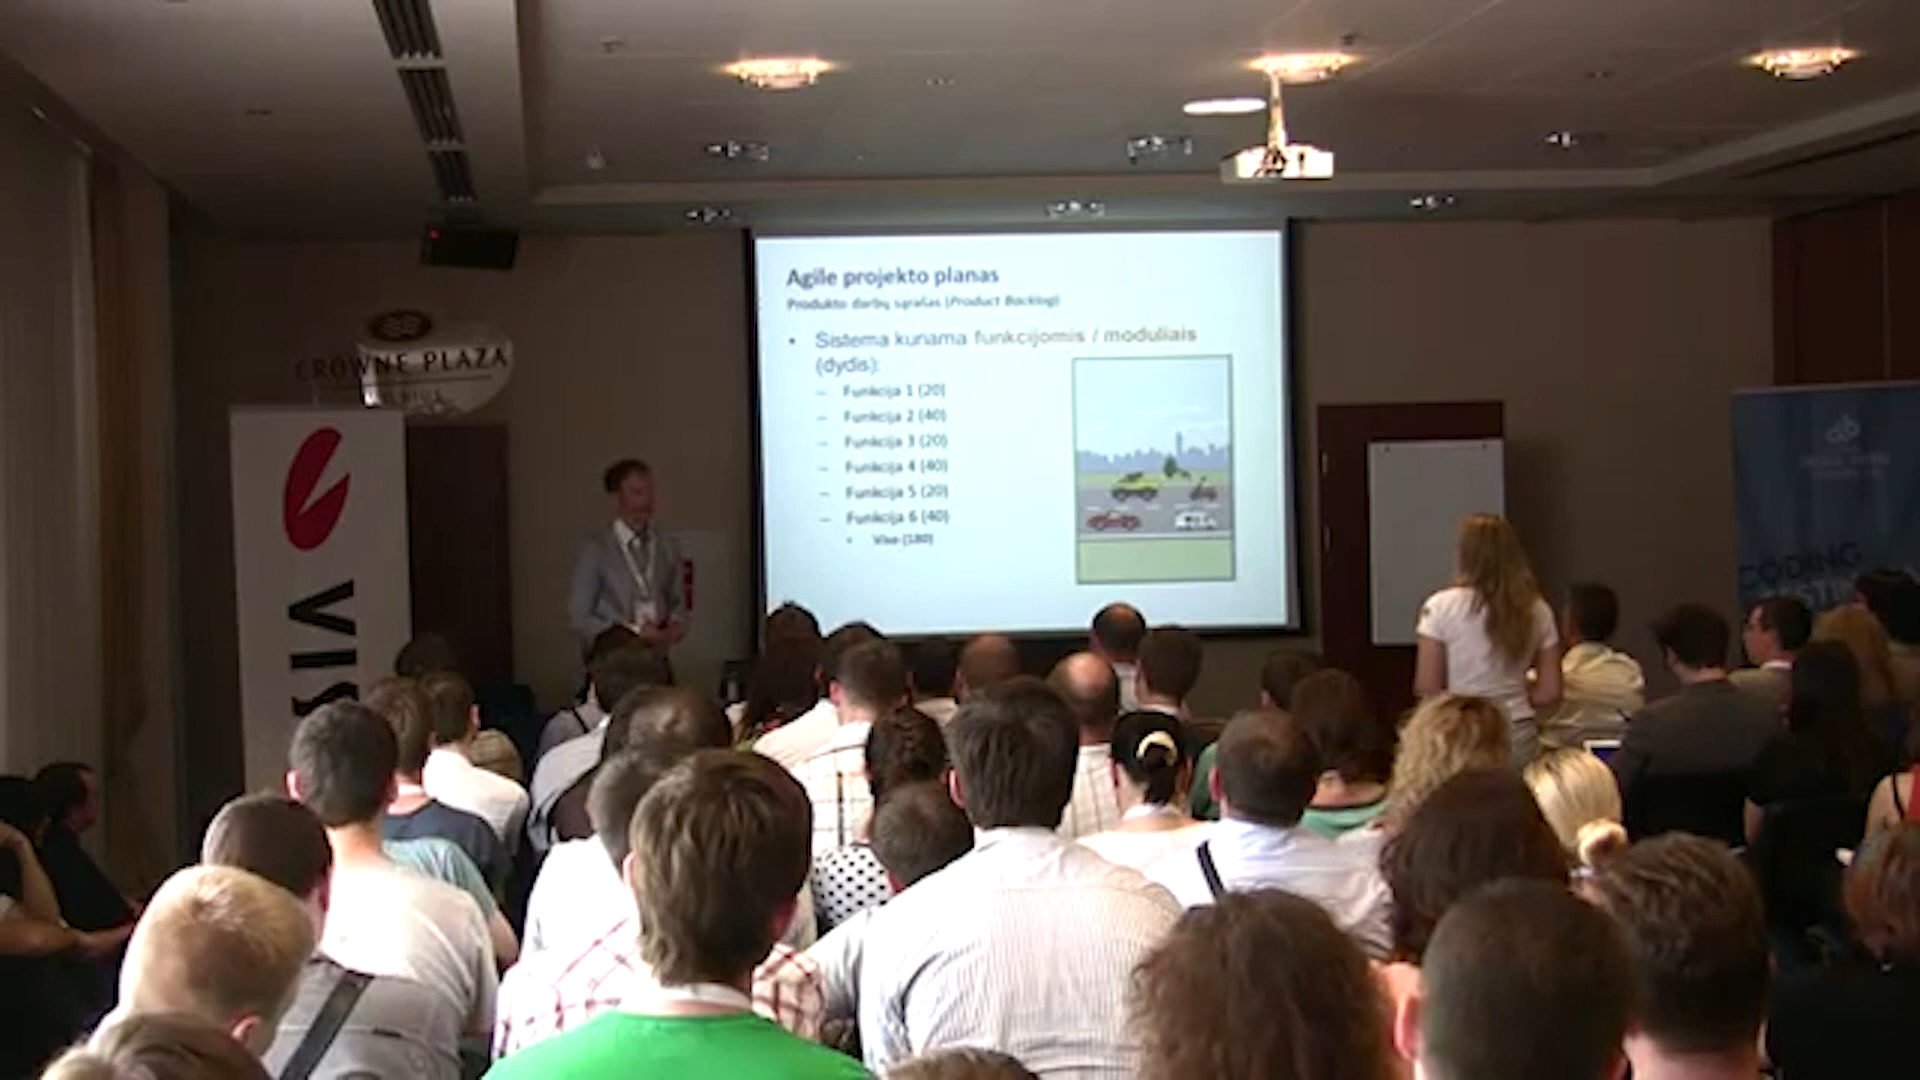 Agile projekto planas
Produkto darbų sąrašas (Product Backlog)
• Sistema kuriama funkcijomis / moduliais
(dydis):
– Funkcija 1 (20)
– Funkcija 2 (40)
– Funkcija 3 (20)
– Funkcija 4 (40)
– Funkcija 5 (20)
– Funkcija 6 (40)
• Viso (180)
CROWNE PLAZA
VILNIUS
VIS
CODING